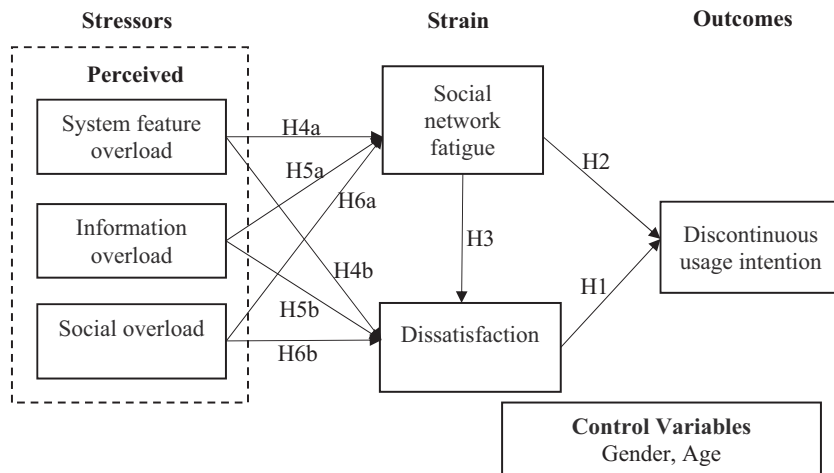 Stressors
Strain
Outcomes
Perceived
System feature
overload
Information
overload
Social overload
H4a
H5a
H6a
H4b
H5b
H6b
Social
network
fatigue
H3
Dissatisfaction
H2
H1
Discontinuous
usage intention
Control Variables
Gender, Age